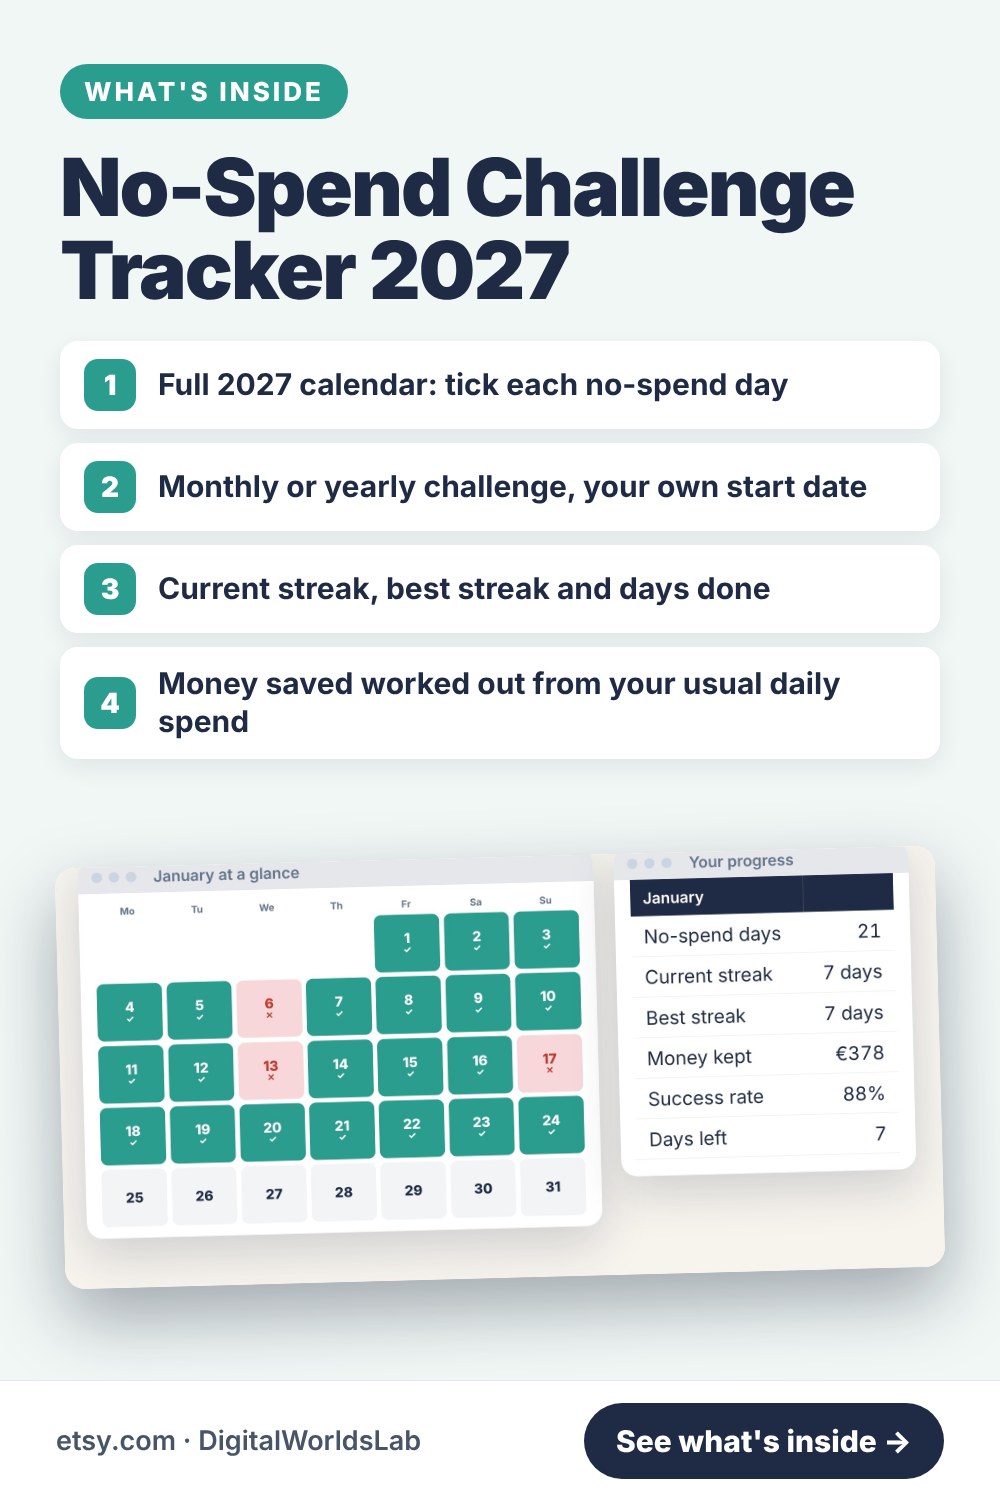 WHAT'S INSIDE
No-Spend Challenge
Tracker 2027
1 Full 2027 calendar: tick each no-spend day
2 Monthly or yearly challenge, your own start date
3 Current streak, best streak and days done
4 Money saved worked out from your usual daily
spend
January at a glance
Mo Tu We Th Fr Sa Su
1 2 3
4 5 6 7 8 9 10
11 12 13 14 15 16 17
18 19 20 21 22 23 24
25 26 27 28 29 30 31
Your progress
January
No-spend days 21
Current streak 7 days
Best streak 7 days
Money kept €378
Success rate 88%
Days left 7
etsy.com · DigitalWorldsLab
See what's inside →